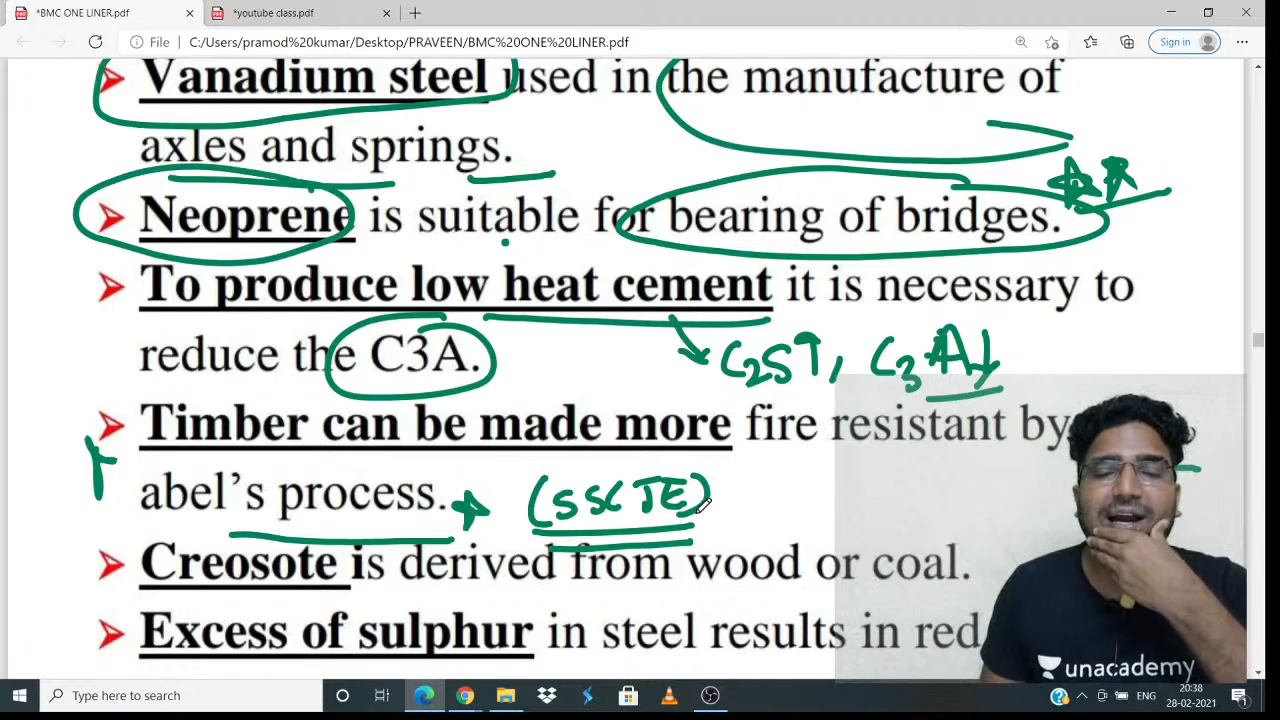 *BMC ONE LINER.pdf
*youtube class.pdf
File
C:/Users/pramod%20kumar/Desktop/PRAVEEN/BMC%20ONE%20LINER.pdf
Sign in
Vanadium steel used in the manufacture of
axles and springs.
Neoprene is suitable for bearing of bridges.
To produce low heat cement it is necessary to
reduce the C3A.
C2S↑, C3A↓
Timber can be made more fire resistant by
abel's process.
(SSC JE)
Creosote is derived from wood or coal.
Excess of sulphur in steel results in red
unacademy
Type here to search
ENG
20:38
28-02-2021
1